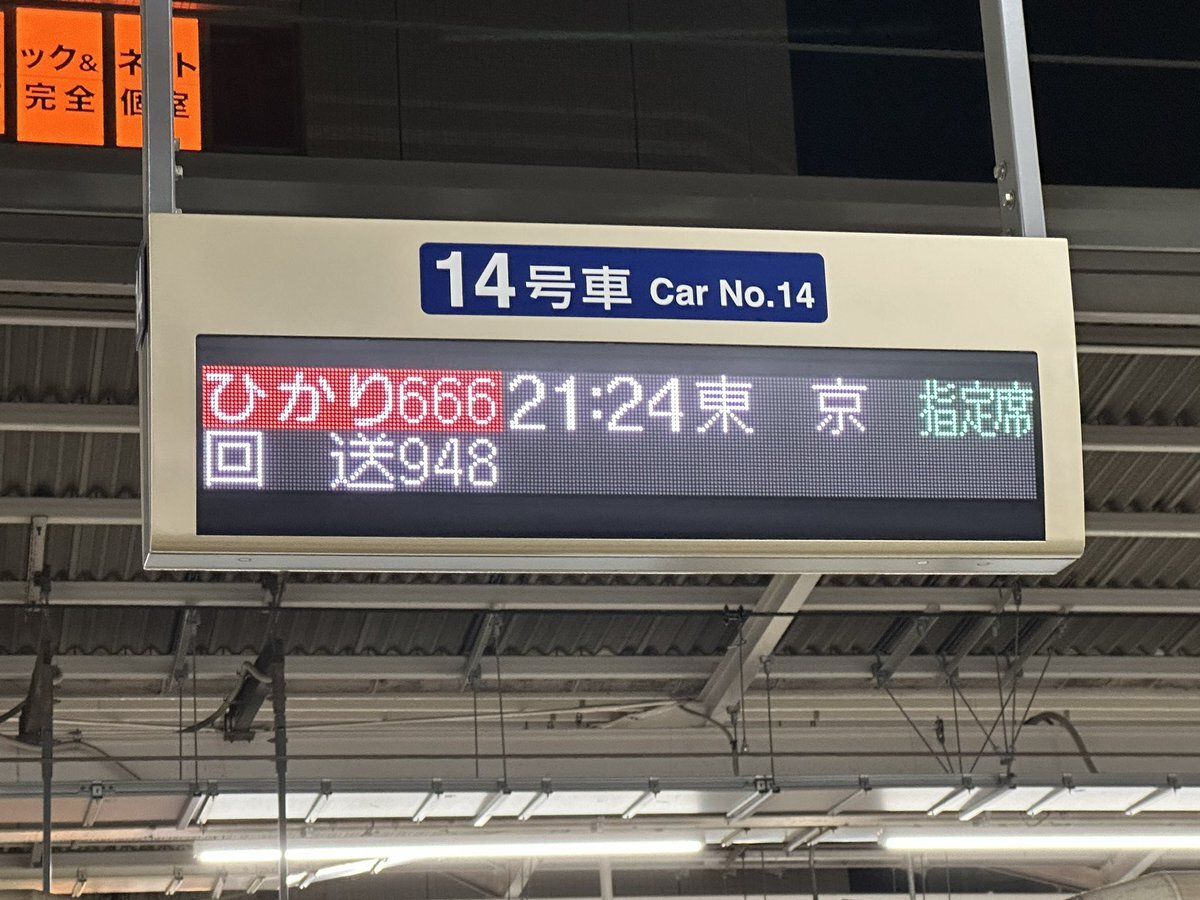 ック&
完全
ネット
個室
14号車 Car No.14
ひかり666 21:24 東 京 指定席
回 送948